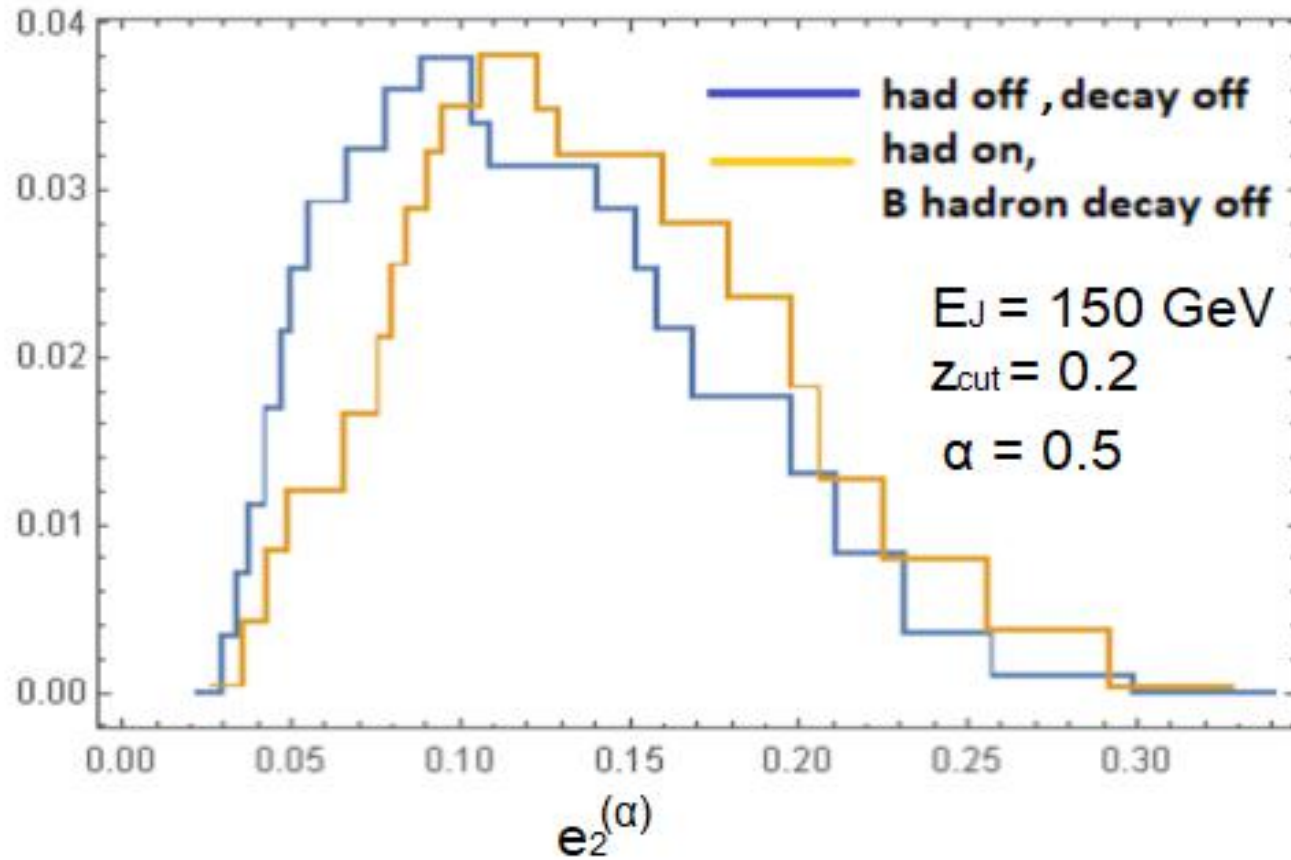 0.04
0.03
0.02
0.01
0.00
had off , decay off
had on,
B hadron decay off
EJ = 150 GeV
zcut = 0.2
α = 0.5
0.00 0.05 0.10 0.15 0.20 0.25 0.30
e2(α)